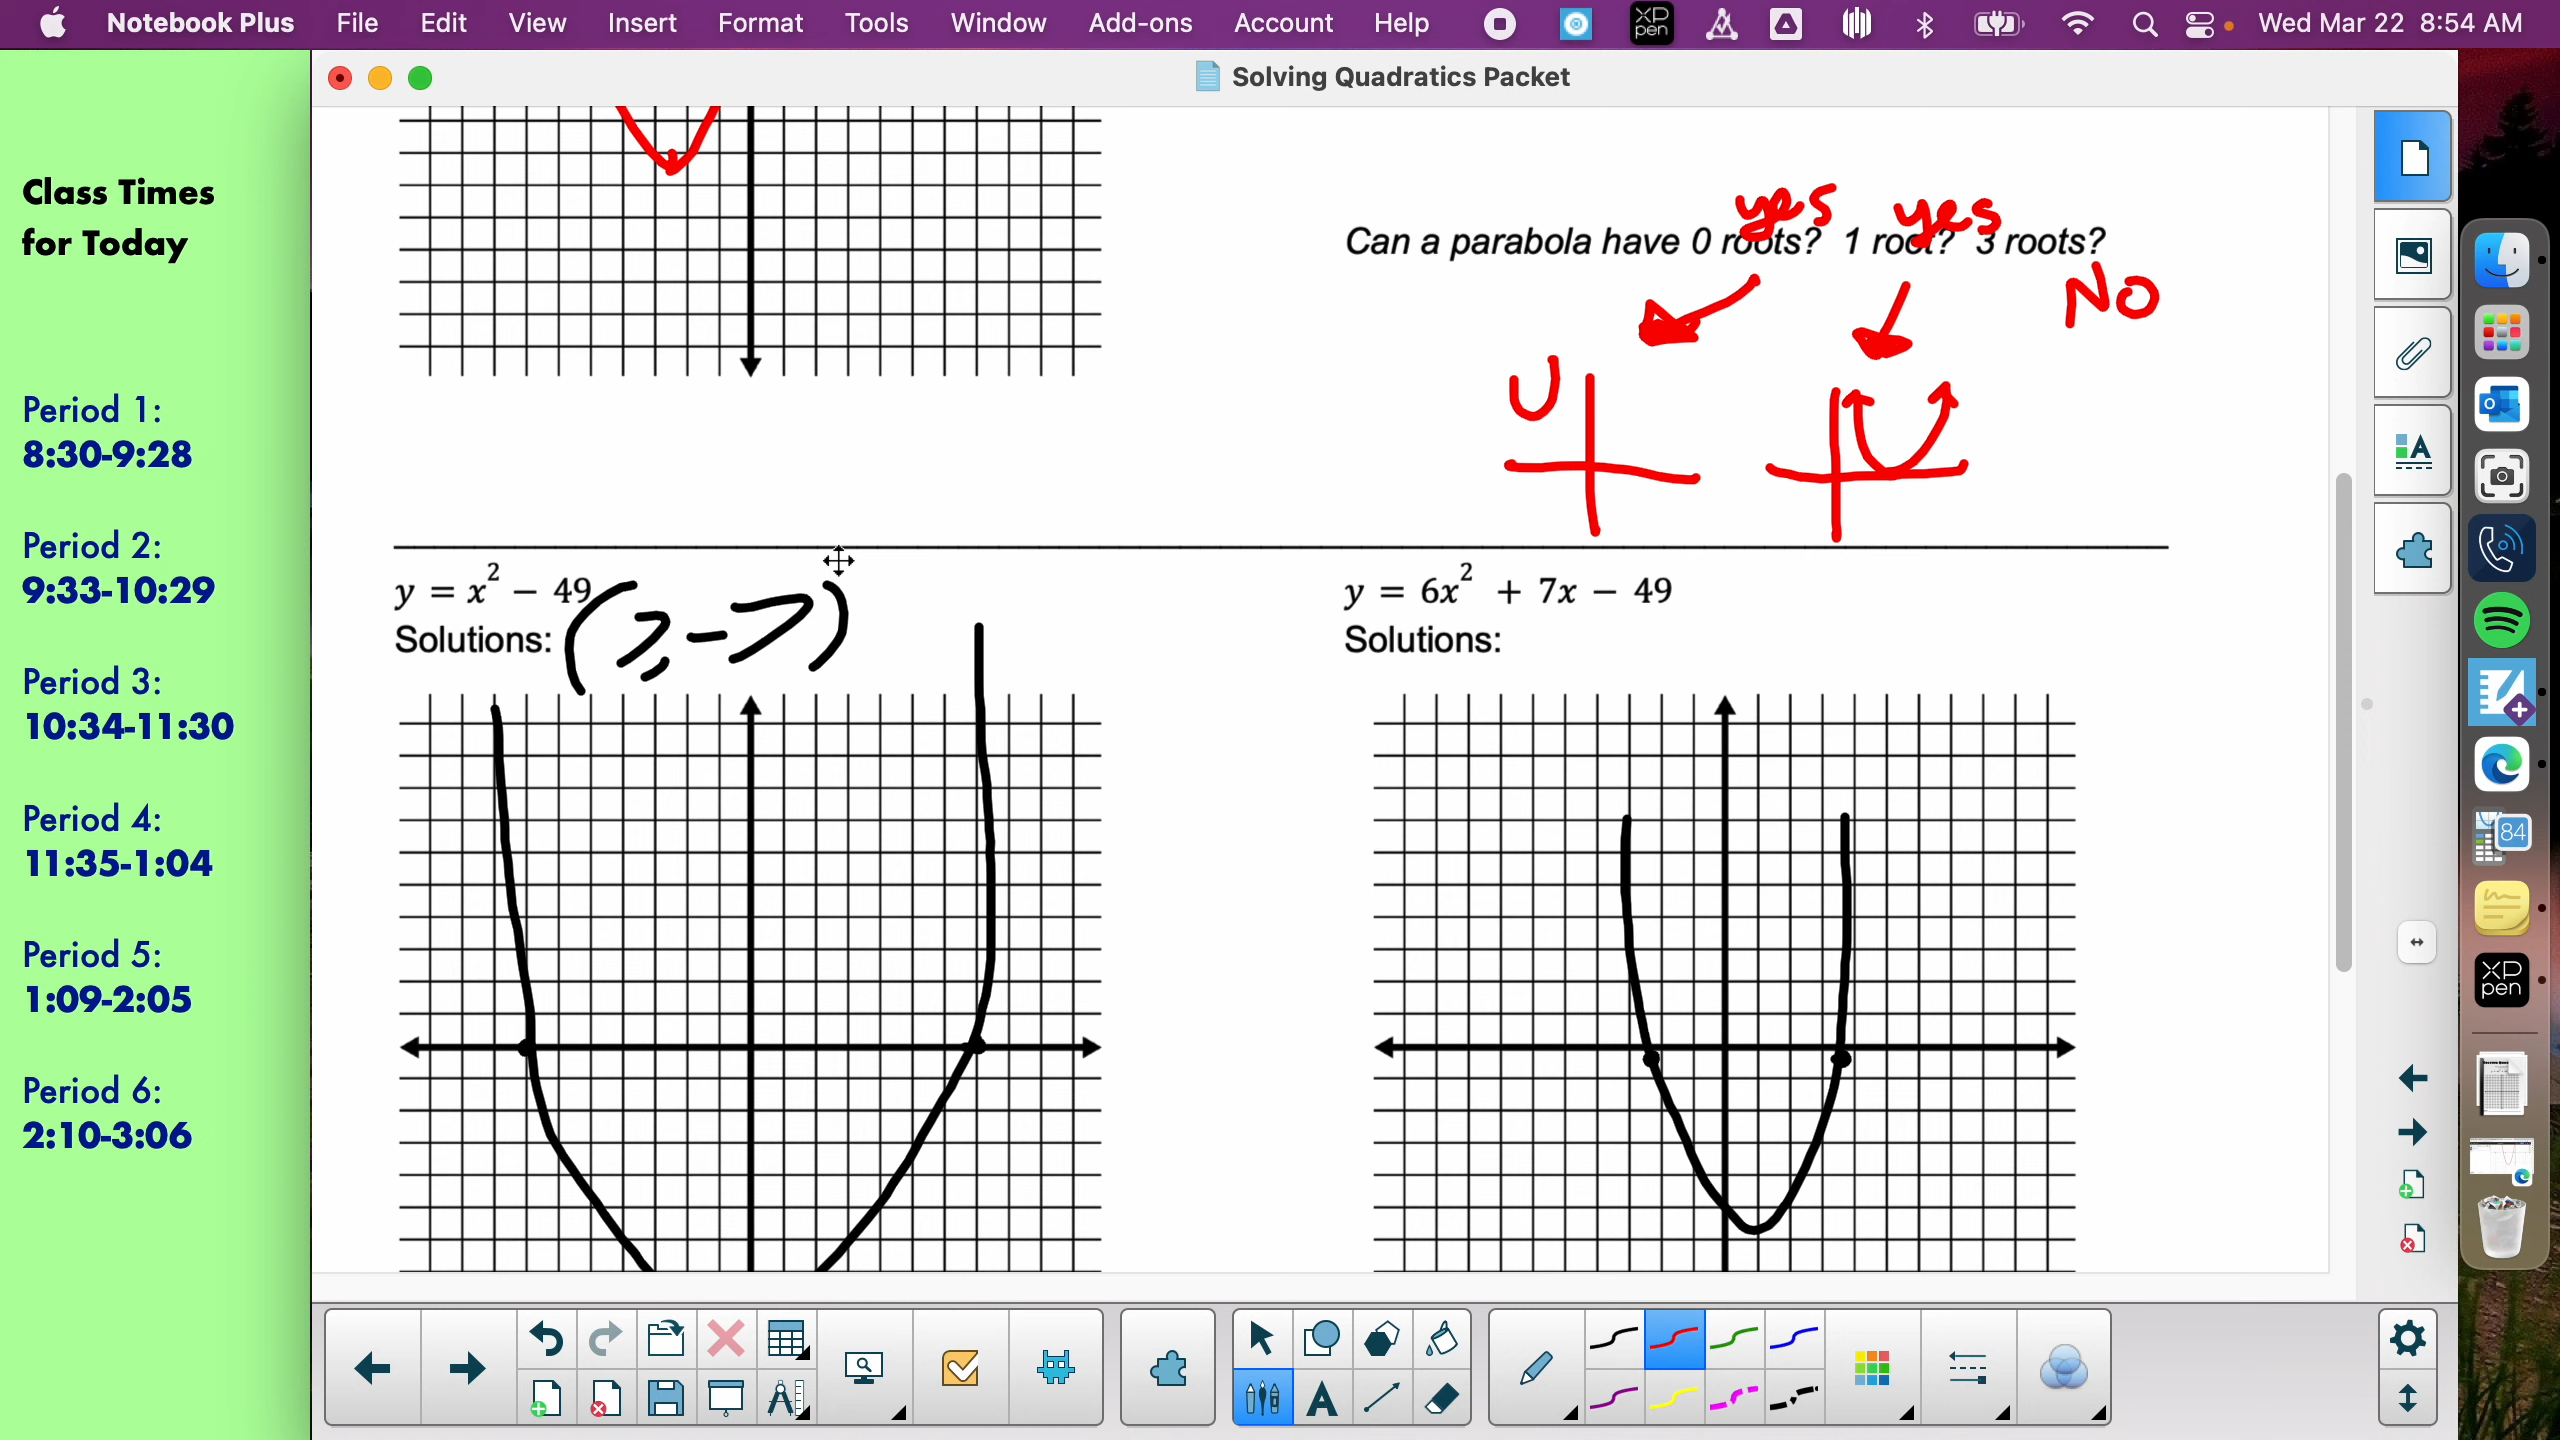 Notebook Plus File Edit View Insert Format Tools Window Add-ons Account Help XP pen Wed Mar 22 8:54 AM
Solving Quadratics Packet
Class Times
for Today
Period 1:
8:30-9:28
Period 2:
9:33-10:29
Period 3:
10:34-11:30
Period 4:
11:35-1:04
Period 5:
1:09-2:05
Period 6:
2:10-3:06
yes yes
Can a parabola have 0 roots? 1 root? 3 roots?
NO
y = x² − 49
Solutions: (7, -7)
y = 6x² + 7x − 49
Solutions:
A
A
84
XP
pen